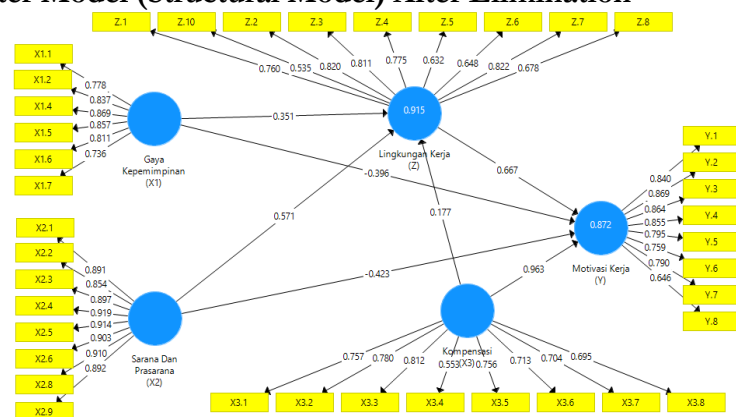 ter Model (Structural Model) After Elimination
Z.1 Z.10 Z.2 Z.3 Z.4 Z.5 Z.6 Z.7 Z.8
0.760 0.535 0.820 0.811 0.775 0.632 0.648 0.822 0.678
X1.1
X1.2
X1.4
X1.5
X1.6
X1.7
0.778
0.837
0.869
0.857
0.811
0.736
Gaya
Kepemimpinan
(X1)
0.351
0.915
Lingkungan Kerja
(Z)
-0.396
0.667
0.571
0.177
-0.423
0.963
0.872
Motivasi Kerja
(Y)
0.840
0.869
0.864
0.855
0.795
0.759
0.790
0.646
Y.1
Y.2
Y.3
Y.4
Y.5
Y.6
Y.7
Y.8
X2.1
X2.2
X2.3
X2.4
X2.5
X2.6
X2.8
X2.9
0.891
0.854
0.897
0.919
0.914
0.903
0.910
0.892
Sarana Dan
Prasarana
(X2)
Kompensasi
(X3)
0.757 0.780 0.812 0.553 0.756 0.713 0.704 0.695
X3.1 X3.2 X3.3 X3.4 X3.5 X3.6 X3.7 X3.8